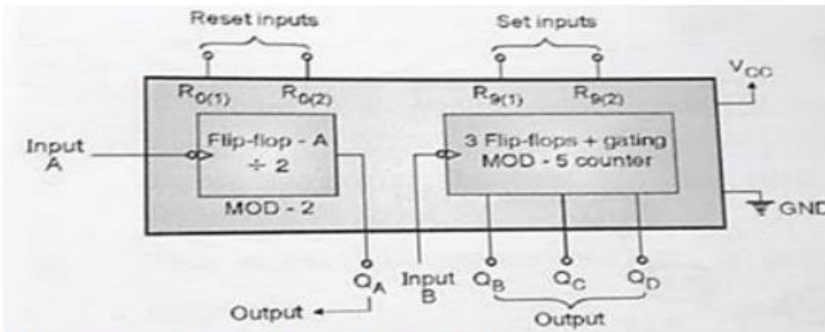 Reset inputs
Set inputs
R0(1)
R0(2)
R9(1)
R9(2)
VCC
Input
A
Flip-flop - A
÷ 2
MOD - 2
3 Flip-flops + gating
MOD - 5 counter
GND
QA
Input
B
QB
QC
QD
Output
Output